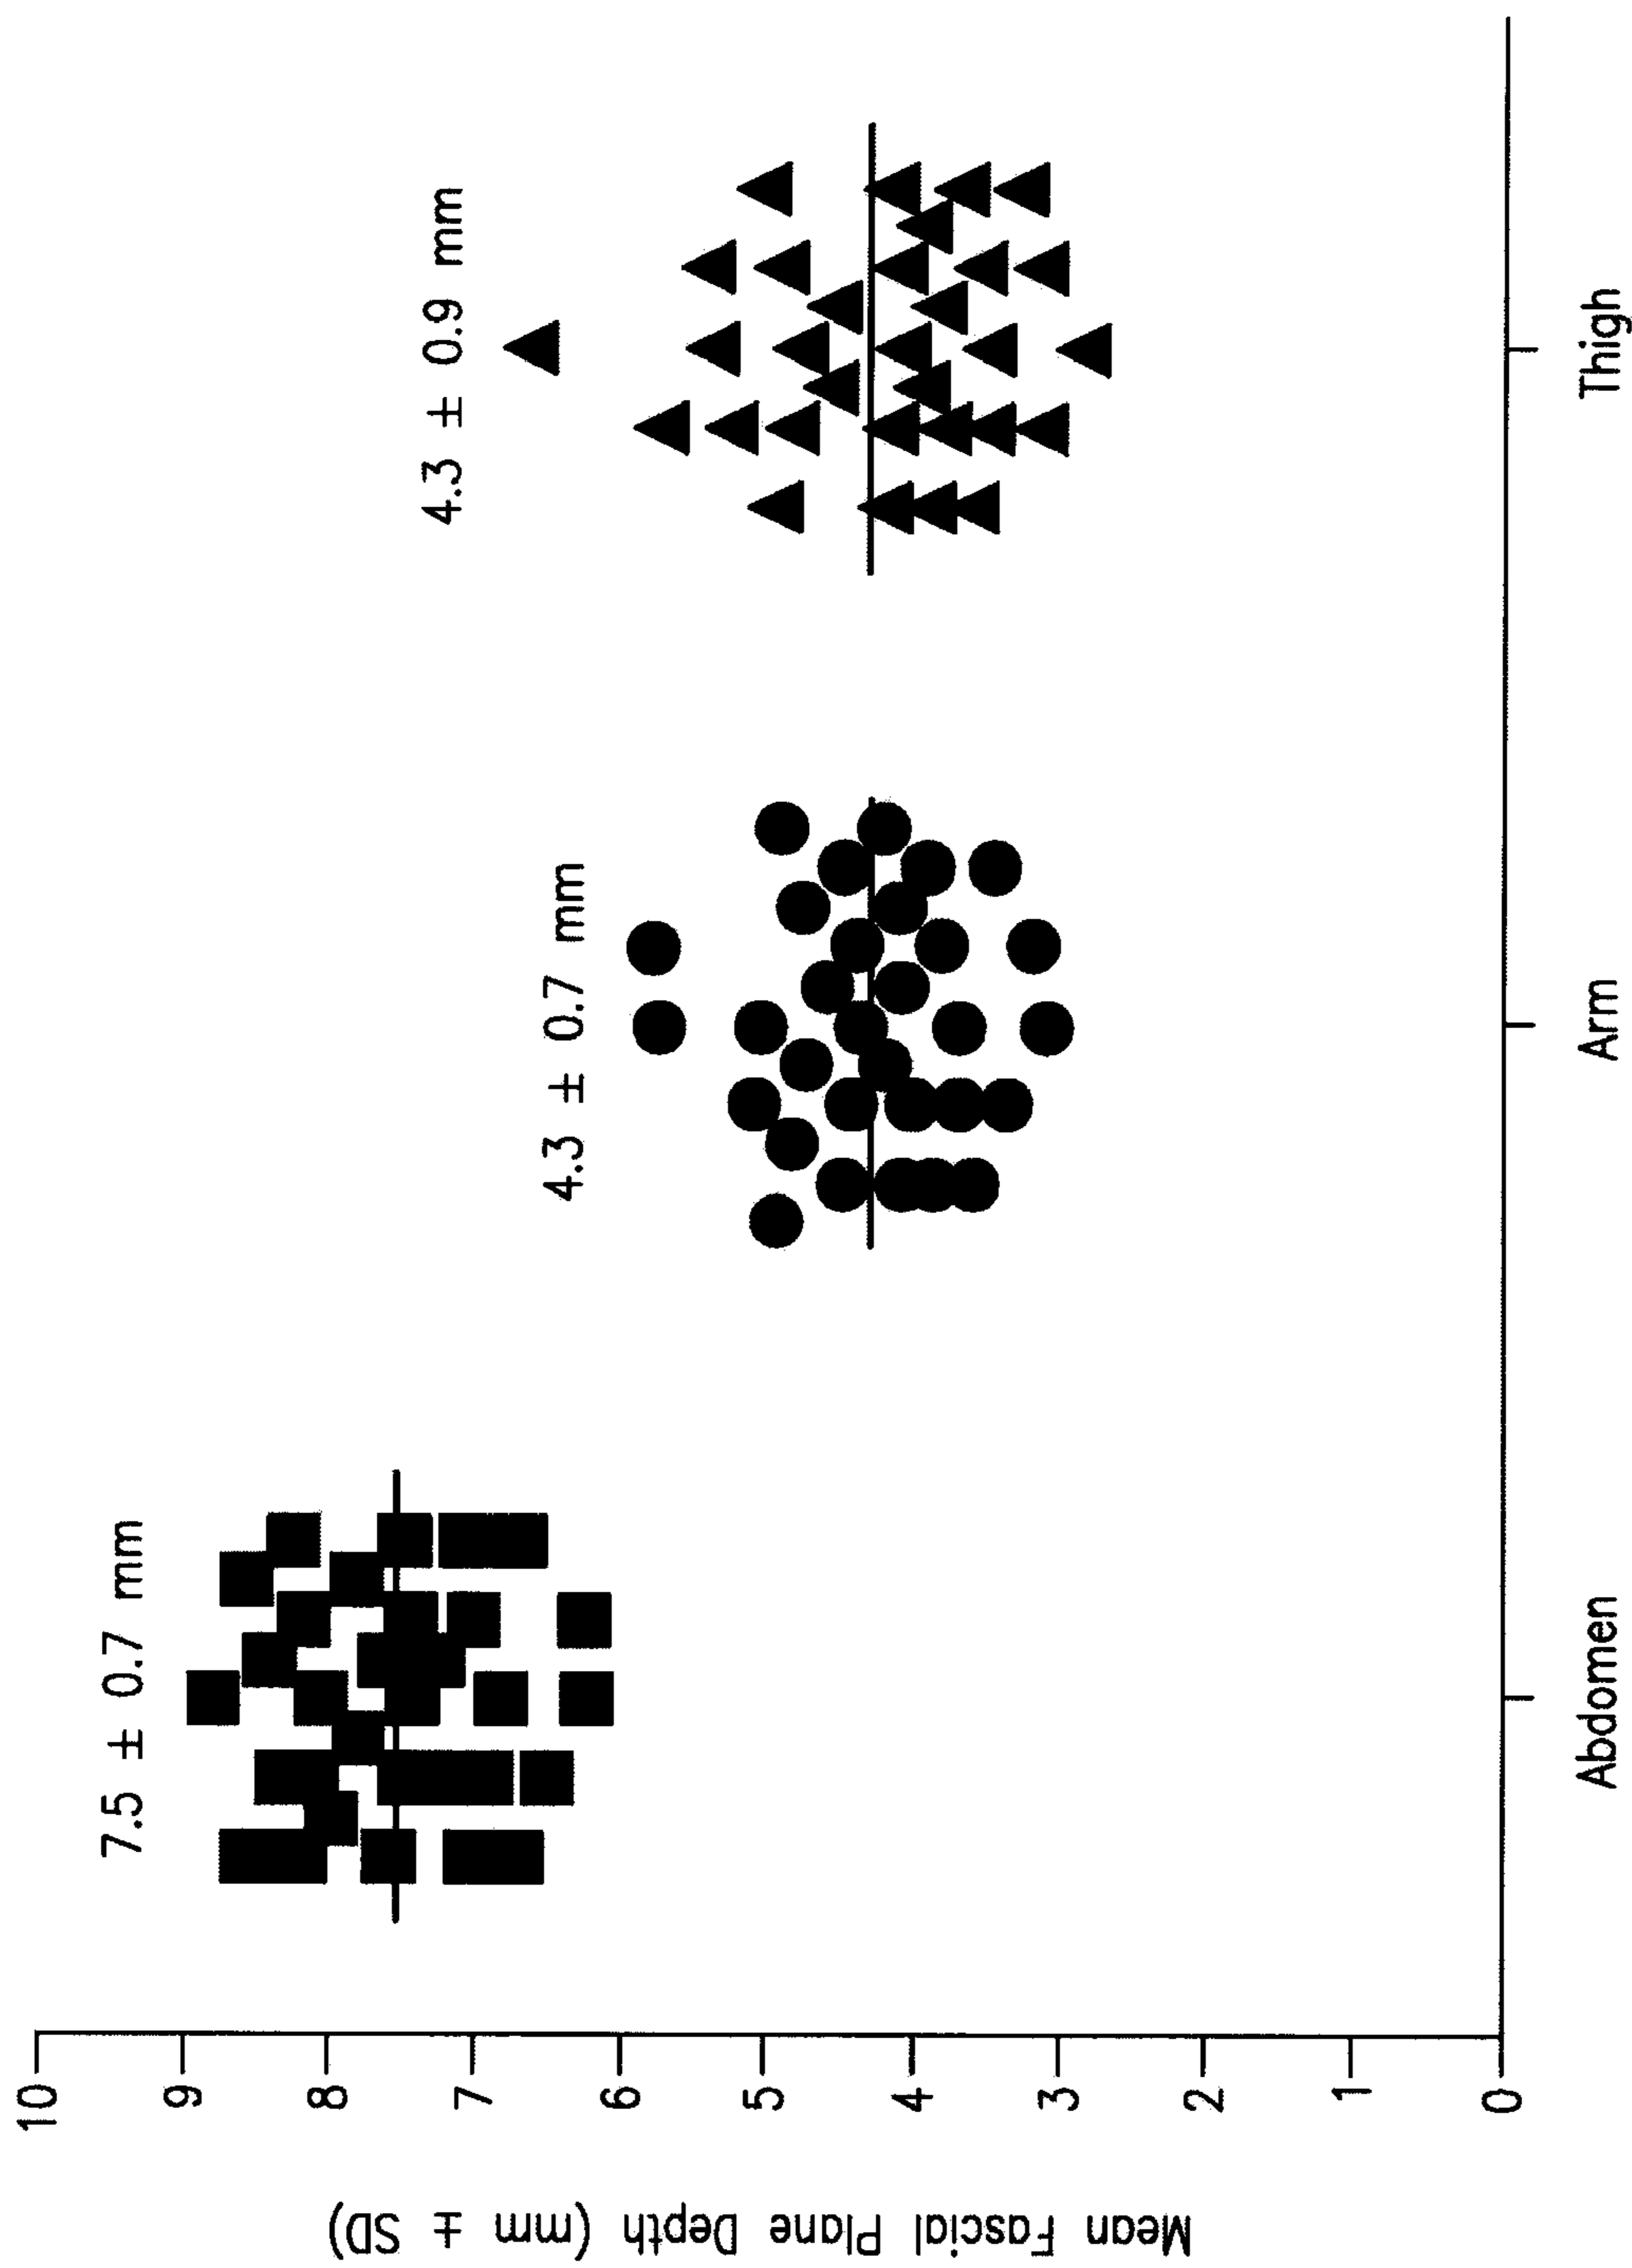 Mean Fascial Plane Depth (mm ± SD)
10
9
8
7
6
5
4
3
2
1
0
7.5 ± 0.7 mm
4.3 ± 0.7 mm
4.3 ± 0.9 mm
Abdomen
Arm
Thigh